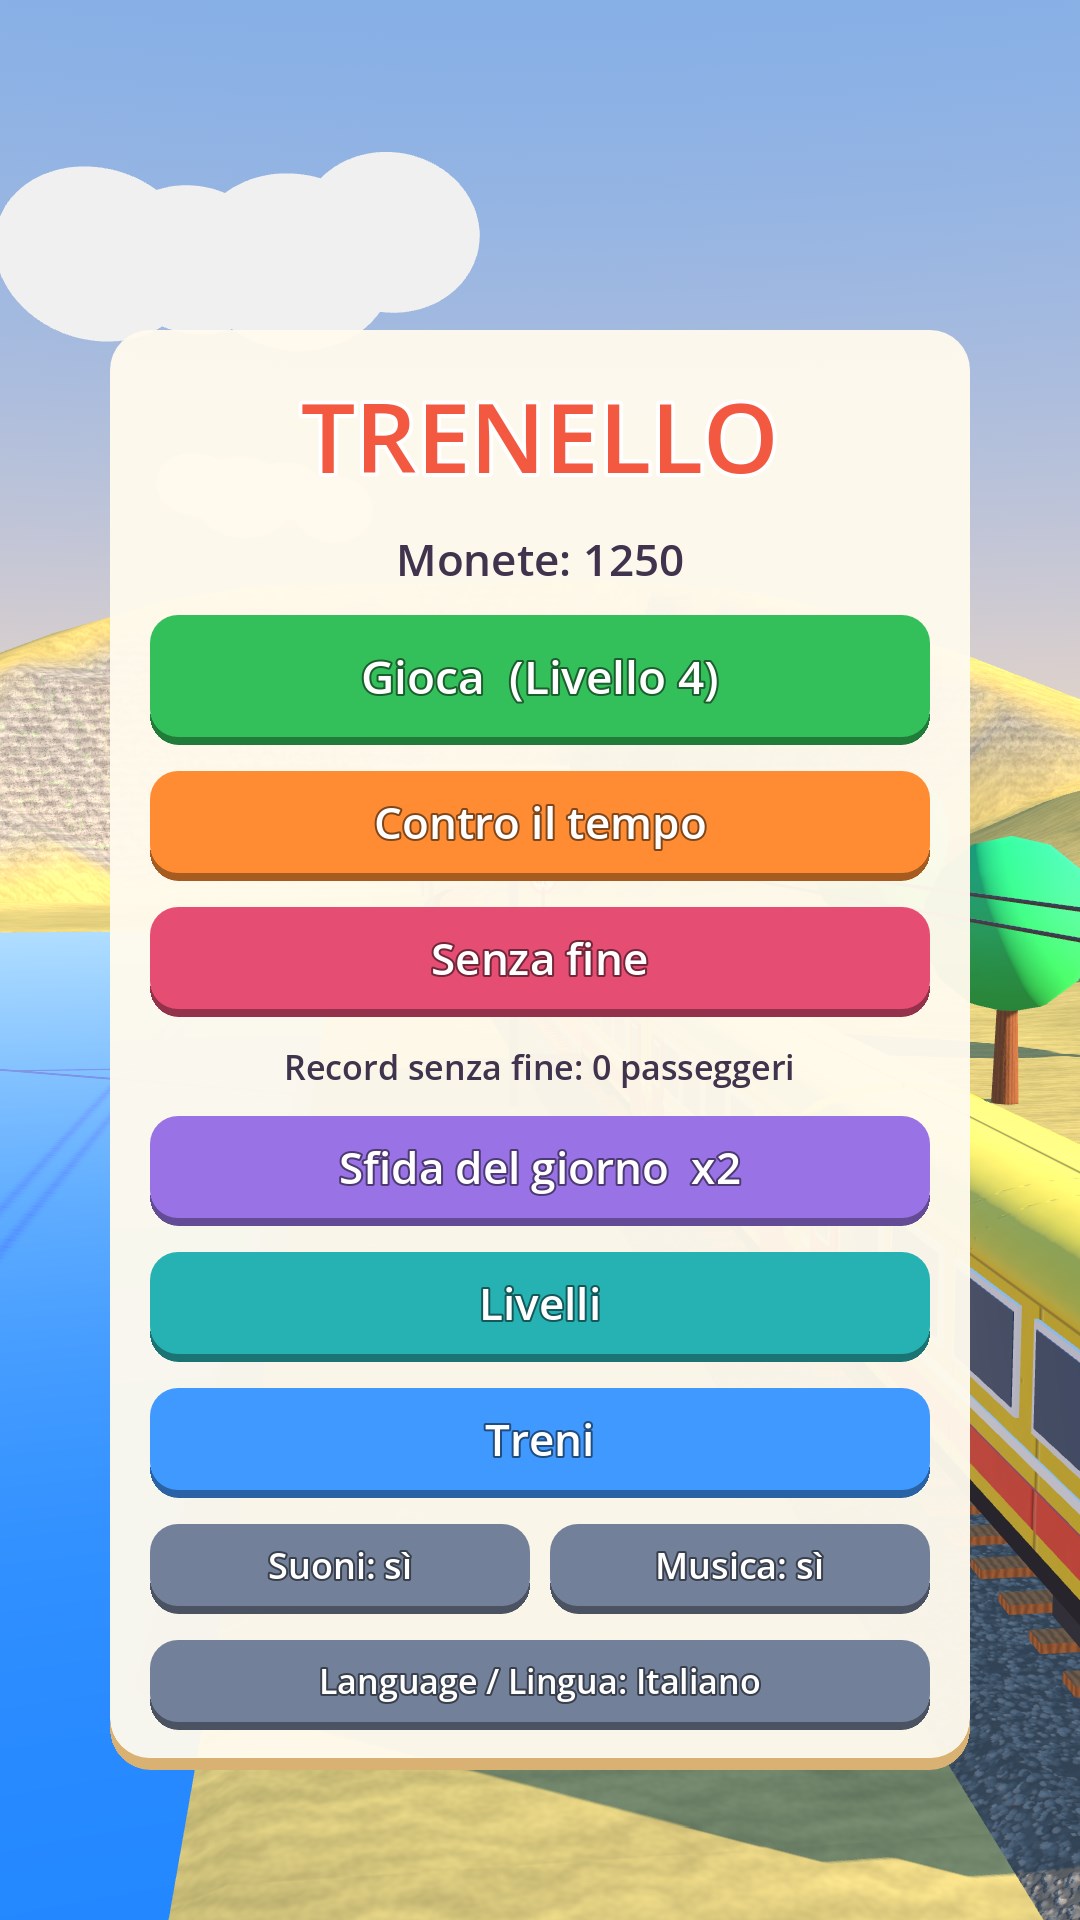 TRENELLO
Monete: 1250
Gioca (Livello 4)
Contro il tempo
Senza fine
Record senza fine: 0 passeggeri
Sfida del giorno x2
Livelli
Treni
Suoni: sì
Musica: sì
Language / Lingua: Italiano